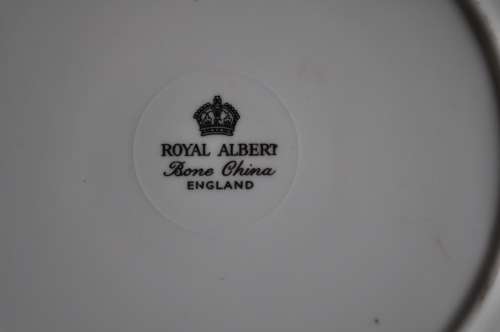 ROYAL ALBERT
Bone China
ENGLAND